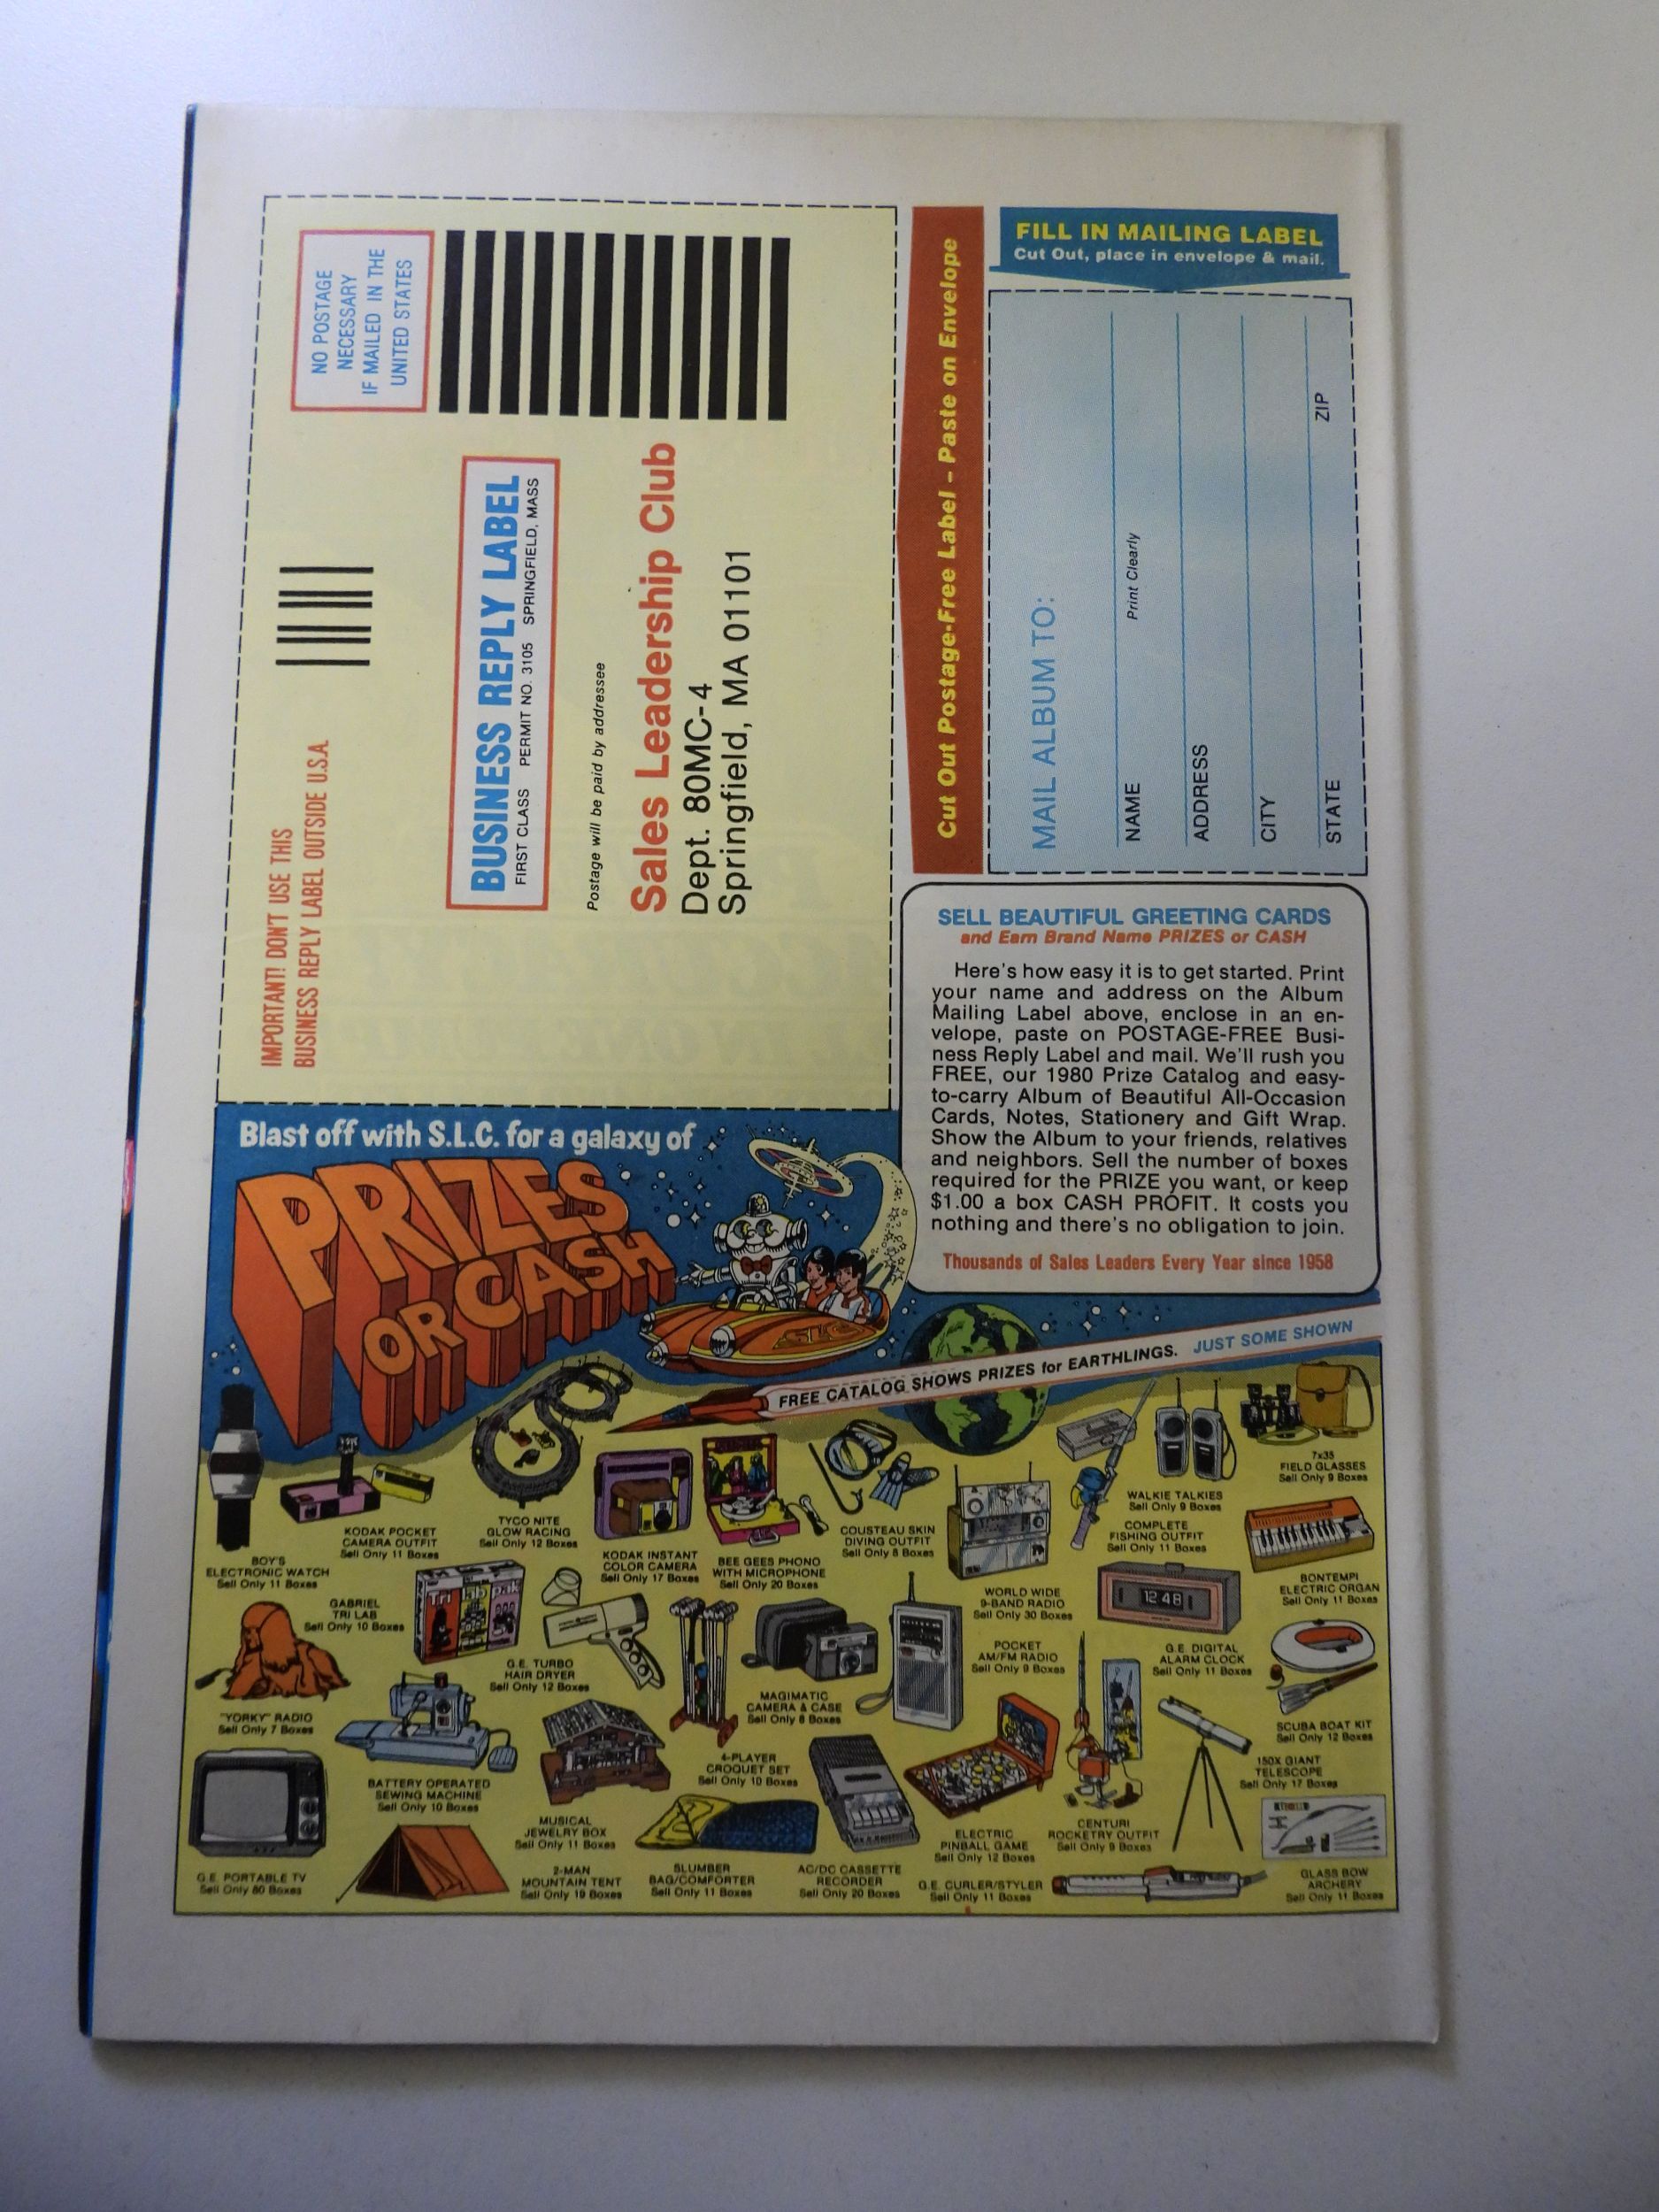 NO POSTAGE
NECESSARY
IF MAILED IN THE
UNITED STATES
IMPORTANT! DON'T USE THIS
BUSINESS REPLY LABEL OUTSIDE U.S.A.
BUSINESS REPLY LABEL
FIRST CLASS PERMIT NO. 3105 SPRINGFIELD, MASS
Postage will be paid by addressee
Sales Leadership Club
Dept. 80MC-4
Springfield, MA 01101
Cut Out Postage-Free Label – Paste on Envelope
FILL IN MAILING LABEL
Cut Out, place in envelope & mail.
MAIL ALBUM TO:
NAME
Print Clearly
ADDRESS
CITY
STATE ZIP
SELL BEAUTIFUL GREETING CARDS
and Earn Brand Name PRIZES or CASH
Here's how easy it is to get started. Print
your name and address on the Album
Mailing Label above, enclose in an en-
velope, paste on POSTAGE-FREE Busi-
ness Reply Label and mail. We'll rush you
FREE, our 1980 Prize Catalog and easy-
to-carry Album of Beautiful All-Occasion
Cards, Notes, Stationery and Gift Wrap.
Show the Album to your friends, relatives
and neighbors. Sell the number of boxes
required for the PRIZE you want, or keep
$1.00 a box CASH PROFIT. It costs you
nothing and there's no obligation to join.
Thousands of Sales Leaders Every Year since 1958
Blast off with S.L.C. for a galaxy of
PRIZES
OR CASH
SLC
FREE CATALOG SHOWS PRIZES for EARTHLINGS. JUST SOME SHOWN
BOY'S
ELECTRONIC WATCH
Sell Only 11 Boxes
KODAK POCKET
CAMERA OUTFIT
Sell Only 11 Boxes
TYCO NITE
GLOW RACING
Sell Only 12 Boxes
KODAK INSTANT
COLOR CAMERA
Sell Only 17 Boxes
BEE GEES PHONO
WITH MICROPHONE
Sell Only 20 Boxes
COUSTEAU SKIN
DIVING OUTFIT
Sell Only 8 Boxes
WORLD WIDE
9-BAND RADIO
Sell Only 30 Boxes
COMPLETE
FISHING OUTFIT
Sell Only 11 Boxes
WALKIE TALKIES
Sell Only 9 Boxes
7x35
FIELD GLASSES
Sell Only 9 Boxes
BONTEMPI
ELECTRIC ORGAN
Sell Only 11 Boxes
GABRIEL
TRI LAB
Sell Only 10 Boxes
Tri lab pak
G.E. TURBO
HAIR DRYER
Sell Only 12 Boxes
MAGIMATIC
CAMERA & CASE
Sell Only 8 Boxes
POCKET
AM/FM RADIO
Sell Only 9 Boxes
12 48
G.E. DIGITAL
ALARM CLOCK
Sell Only 11 Boxes
SCUBA BOAT KIT
Sell Only 12 Boxes
"YORKY" RADIO
Sell Only 7 Boxes
BATTERY OPERATED
SEWING MACHINE
Sell Only 10 Boxes
MUSICAL
JEWELRY BOX
Sell Only 11 Boxes
4-PLAYER
CROQUET SET
Sell Only 10 Boxes
150X GIANT
TELESCOPE
Sell Only 17 Boxes
G.E. PORTABLE TV
Sell Only 80 Boxes
2-MAN
MOUNTAIN TENT
Sell Only 19 Boxes
SLUMBER
BAG/COMFORTER
Sell Only 11 Boxes
AC/DC CASSETTE
RECORDER
Sell Only 20 Boxes
ELECTRIC
PINBALL GAME
Sell Only 12 Boxes
CENTURI
ROCKETRY OUTFIT
Sell Only 9 Boxes
G.E. CURLER/STYLER
Sell Only 11 Boxes
GLASS BOW
ARCHERY
Sell Only 11 Boxes